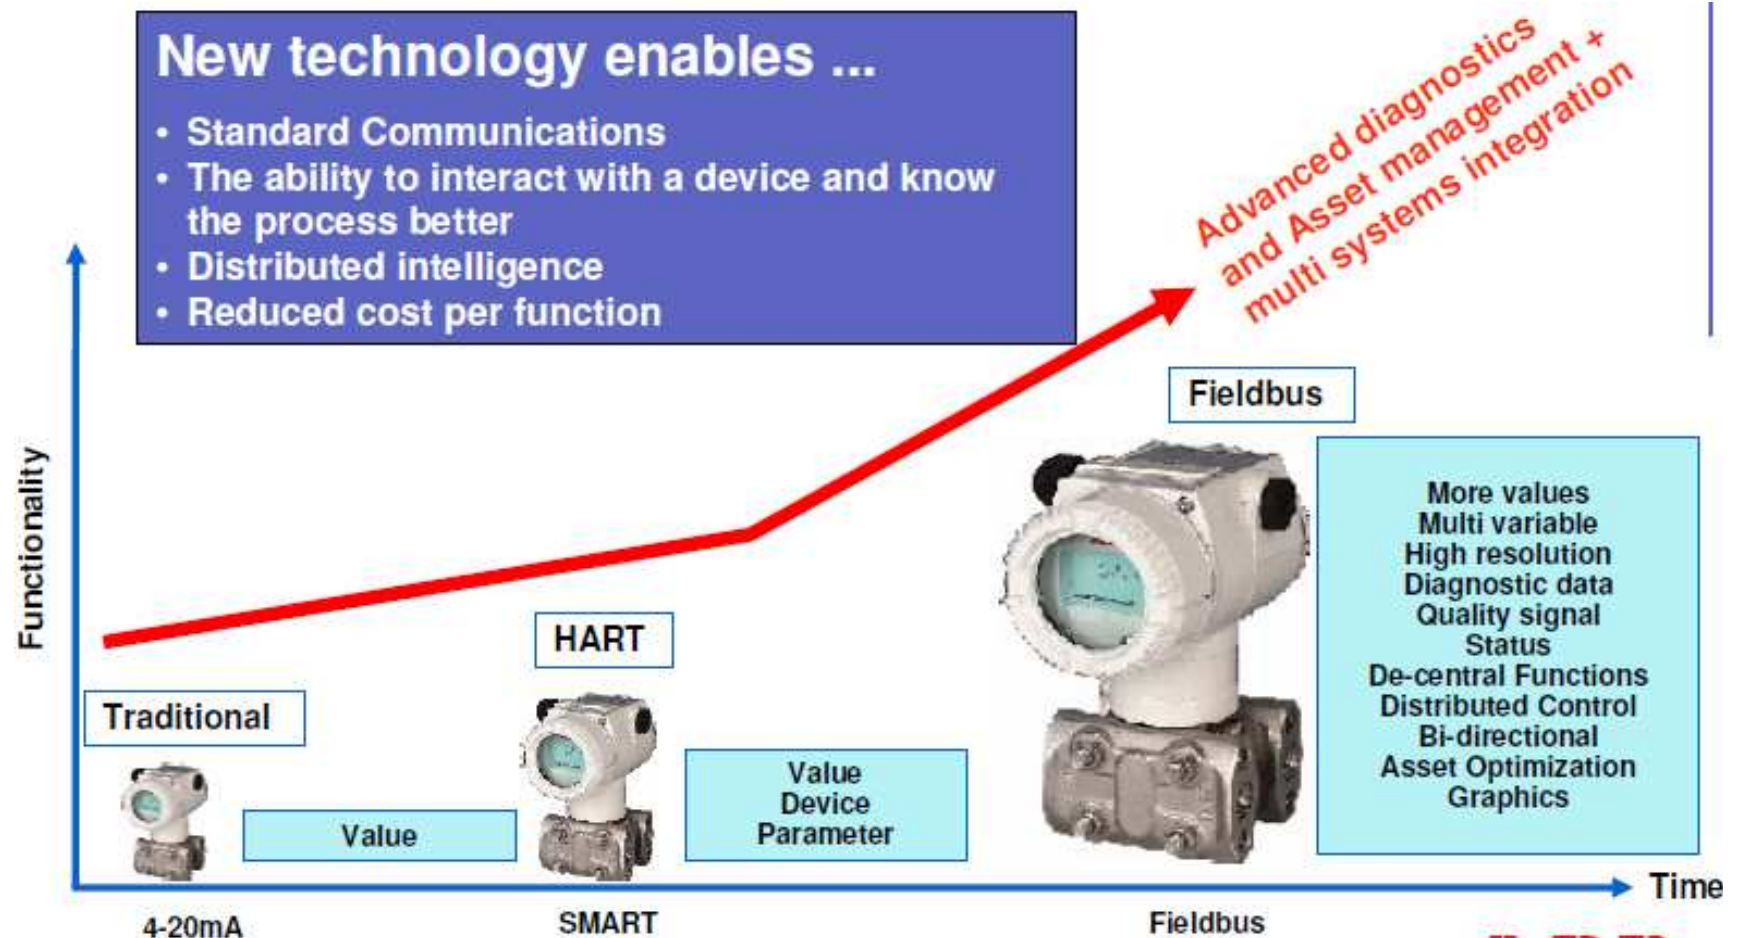 New technology enables ...
• Standard Communications
• The ability to interact with a device and know
the process better
• Distributed intelligence
• Reduced cost per function
Advanced diagnostics
and Asset management +
multi systems integration
Functionality
Fieldbus
More values
Multi variable
High resolution
Diagnostic data
Quality signal
Status
De-central Functions
Distributed Control
Bi-directional
Asset Optimization
Graphics
HART
Value
Device
Parameter
Traditional
Value
Time
4-20mA
SMART
Fieldbus